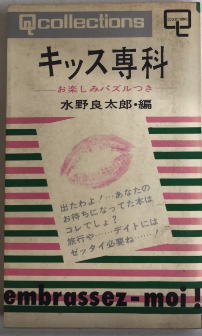 Qcollections
キッス専科
お楽しみパズルつき
水野良太郎・編
出たわよ!…あなたの
お待ちになってた本は
コレでしょ?
旅行や……デイトには
ゼッタイ必要ね……!
embrassez-moi!